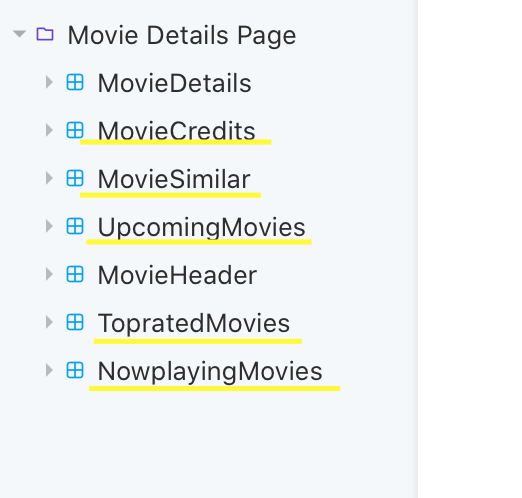 Movie Details Page
MovieDetails
MovieCredits
MovieSimilar
UpcomingMovies
MovieHeader
TopratedMovies
NowplayingMovies